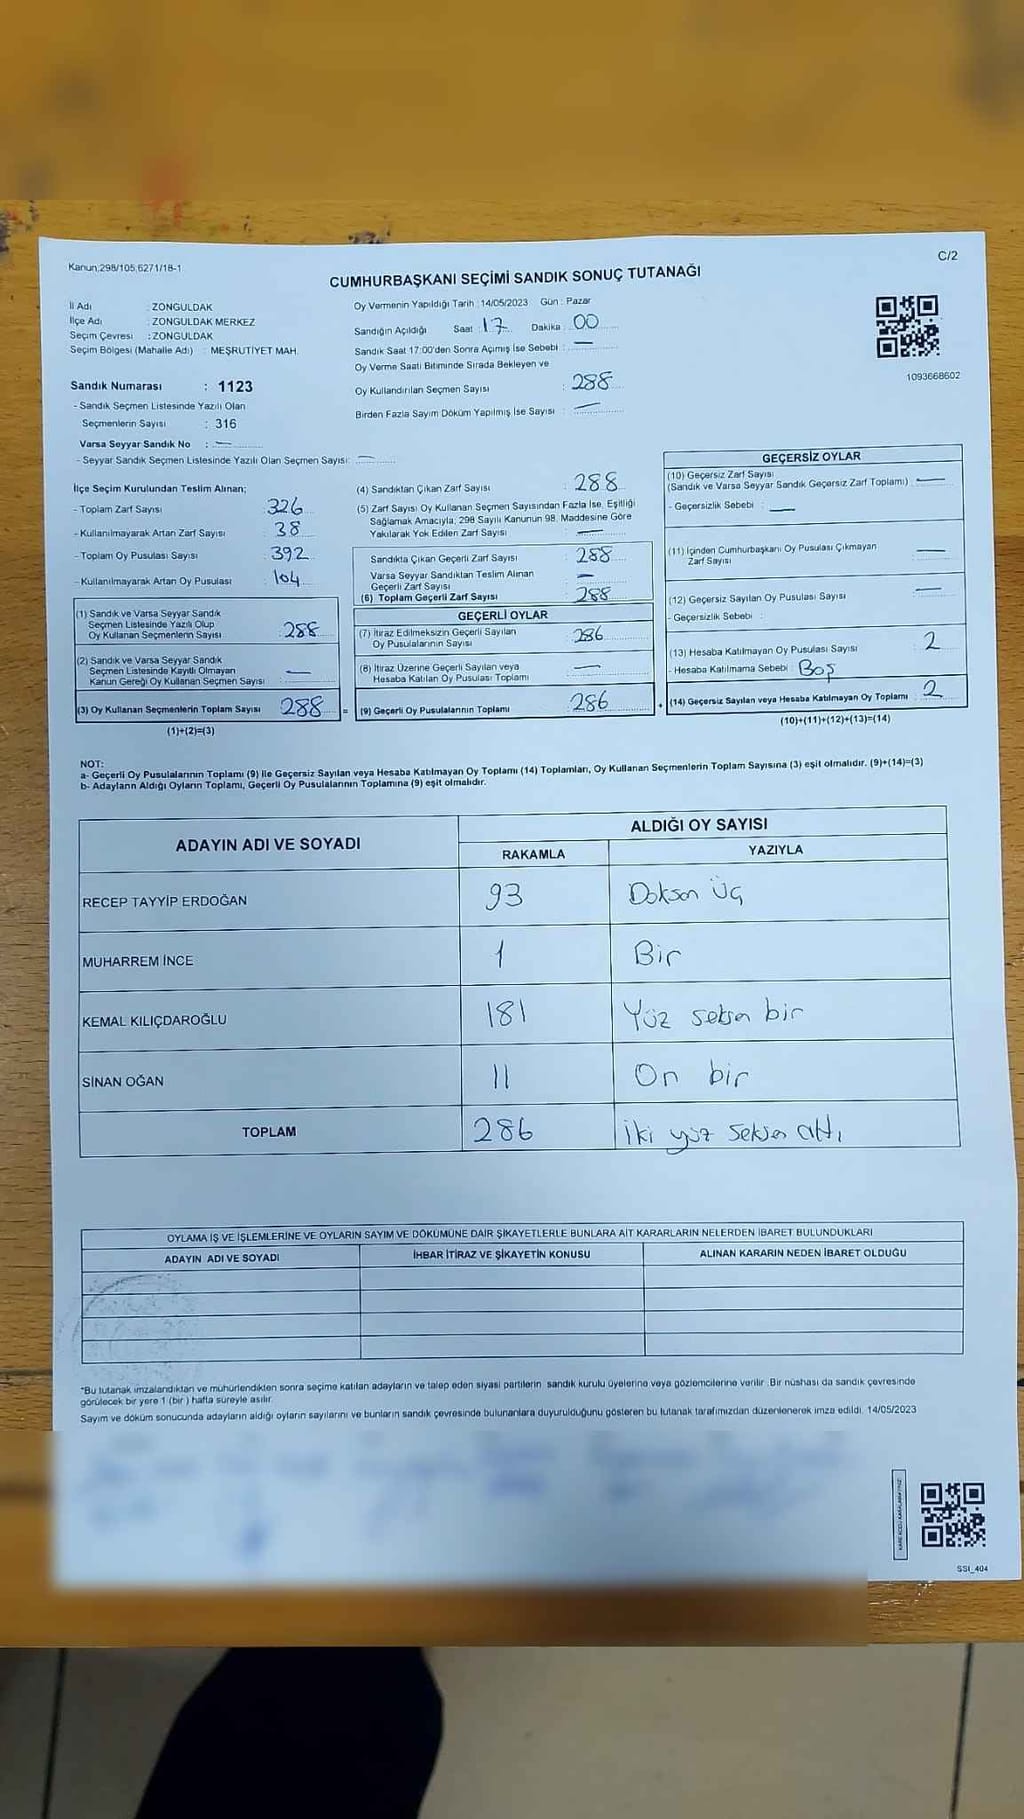 Kanun;298/105,6271/18-1
C/2
CUMHURBAŞKANI SEÇİMİ SANDIK SONUÇ TUTANAĞI
İl Adı : ZONGULDAK
İlçe Adı : ZONGULDAK MERKEZ
Seçim Çevresi : ZONGULDAK
Seçim Bölgesi (Mahalle Adı) : MEŞRUTİYET MAH.
Sandık Numarası : 1123
- Sandık Seçmen Listesinde Yazılı Olan
Seçmenlerin Sayısı : 316
Varsa Seyyar Sandık No : —
- Seyyar Sandık Seçmen Listesinde Yazılı Olan Seçmen Sayısı: —
Oy Vermenin Yapıldığı Tarih : 14/05/2023 Gün : Pazar
Sandığın Açıldığı Saat : 17 Dakika : 00
Sandık Saat 17:00'den Sonra Açımış İse Sebebi : —
Oy Verme Saati Bitiminde Sırada Bekleyen ve
Oy Kullandırılan Seçmen Sayısı : 288
Birden Fazla Sayım Döküm Yapılmış İse Sayısı : —
1093668602
İlçe Seçim Kurulundan Teslim Alınan;
- Toplam Zarf Sayısı : 326
- Kullanılmayarak Artan Zarf Sayısı : 38
- Toplam Oy Pusulası Sayısı : 392
- Kullanılmayarak Artan Oy Pusulası : 104
(1) Sandık ve Varsa Seyyar Sandık
Seçmen Listesinde Yazılı Olup
Oy Kullanan Seçmenlerin Sayısı : 288
(2) Sandık ve Varsa Seyyar Sandık
Seçmen Listesinde Kayıtlı Olmayan
Kanun Gereği Oy Kullanan Seçmen Sayısı : —
(3) Oy Kullanan Seçmenlerin Toplam Sayısı : 288 =
(1)+(2)=(3)
(4) Sandıktan Çıkan Zarf Sayısı : 288
(5) Zarf Sayısı Oy Kullanan Seçmen Sayısından Fazla İse, Eşitliği
Sağlamak Amacıyla; 298 Sayılı Kanunun 98. Maddesine Göre
Yakılarak Yok Edilen Zarf Sayısı : —
Sandıkta Çıkan Geçerli Zarf Sayısı : 288
Varsa Seyyar Sandıktan Teslim Alınan
Geçerli Zarf Sayısı : —
(6) Toplam Geçerli Zarf Sayısı : 288
GEÇERLİ OYLAR
(7) İtiraz Edilmeksizin Geçerli Sayılan
Oy Pusulalarının Sayısı : 286
(8) İtiraz Üzerine Geçerli Sayılan veya
Hesaba Katılan Oy Pusulası Toplamı : —
(9) Geçerli Oy Pusulalarının Toplamı : 286 +
GEÇERSİZ OYLAR
(10) Geçersiz Zarf Sayısı
(Sandık ve Varsa Seyyar Sandık Geçersiz Zarf Toplamı) : —
- Geçersizlik Sebebi : —
(11) İçinden Cumhurbaşkanı Oy Pusulası Çıkmayan
Zarf Sayısı : —
(12) Geçersiz Sayılan Oy Pusulası Sayısı : —
- Geçersizlik Sebebi :
(13) Hesaba Katılmayan Oy Pusulası Sayısı : 2
- Hesaba Katılmama Sebebi : Boş
(14) Geçersiz Sayılan veya Hesaba Katılmayan Oy Toplamı : 2
(10)+(11)+(12)+(13)=(14)
NOT:
a- Geçerli Oy Pusulalarının Toplamı (9) ile Geçersiz Sayılan veya Hesaba Katılmayan Oy Toplamı (14) Toplamları, Oy Kullanan Seçmenlerin Toplam Sayısına (3) eşit olmalıdır. (9)+(14)=(3)
b- Adayların Aldığı Oyların Toplamı, Geçerli Oy Pusulalarının Toplamına (9) eşit olmalıdır.
ADAYIN ADI VE SOYADI ALDIĞI OY SAYISI
RAKAMLA YAZIYLA
RECEP TAYYİP ERDOĞAN 93 Doksan Üç
MUHARREM İNCE 1 Bir
KEMAL KILIÇDAROĞLU 181 Yüz seksen bir
SİNAN OĞAN 11 On bir
TOPLAM 286 İki yüz seksen altı
OYLAMA İŞ VE İŞLEMLERİNE VE OYLARIN SAYIM VE DÖKÜMÜNE DAİR ŞİKAYETLERLE BUNLARA AİT KARARLARIN NELERDEN İBARET BULUNDUKLARI
ADAYIN ADI VE SOYADI İHBAR İTİRAZ VE ŞİKAYETİN KONUSU ALINAN KARARIN NEDEN İBARET OLDUĞU
*Bu tutanak imzalandıktan ve mühürlendikten sonra seçime katılan adayların ve talep eden siyasi partilerin sandık kurulu üyelerine veya gözlemcilerine verilir. Bir nüshası da sandık çevresinde
görülecek bir yere 1 (bir) hafta süreyle asılır.
Sayım ve döküm sonucunda adayların aldığı oyların sayılarını ve bunların sandık çevresinde bulunanlara duyurulduğunu gösteren bu tutanak tarafımızdan düzenlenerek imza edildi. 14/05/2023
SSI_404